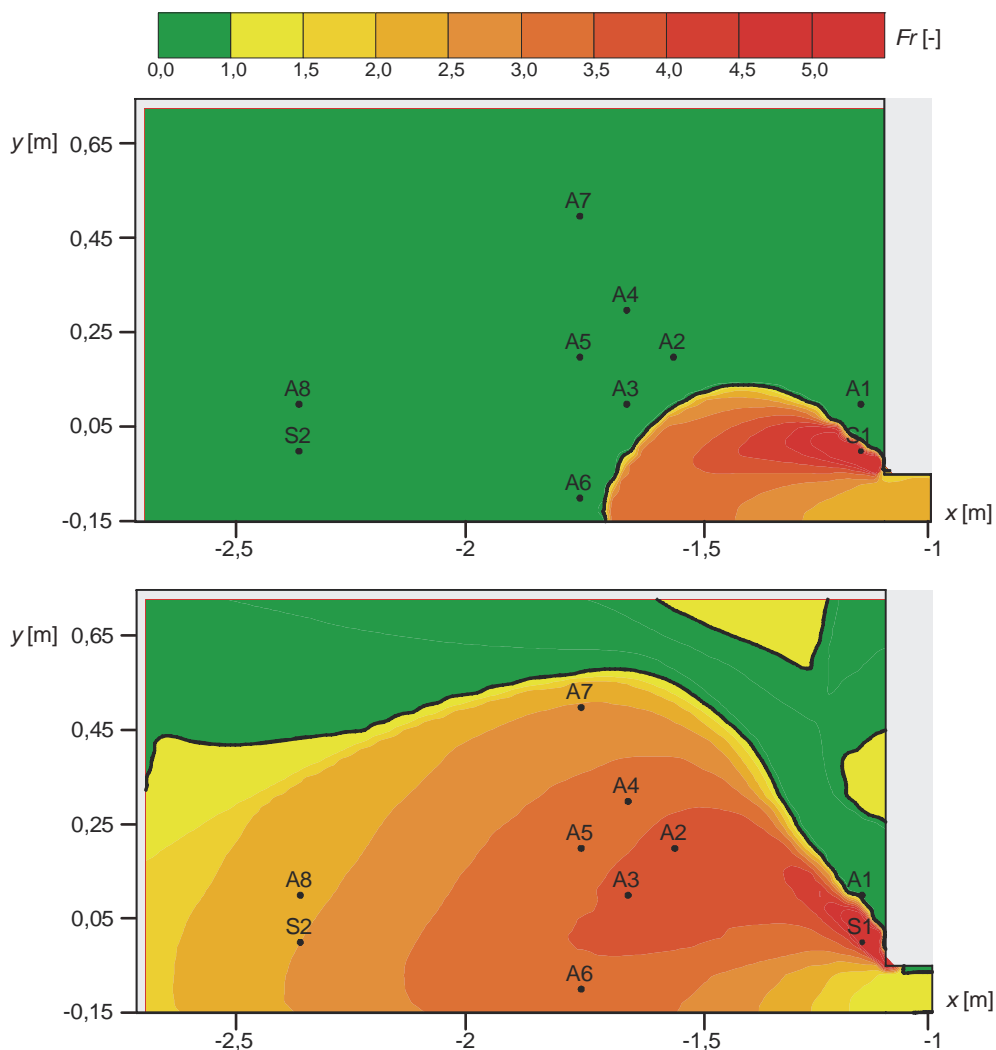 Fr [-]
0,0 1,0 1,5 2,0 2,5 3,0 3,5 4,0 4,5 5,0
y [m] 0,65
A7
0,45
A4
0,25 A5 A2
A8 A3 A1
0,05
S2 S1
A6
-0,15
x [m]
-2,5 -2 -1,5 -1
y [m] 0,65
A7
0,45
A4
0,25 A5 A2
A8 A3 A1
0,05
S2 S1
A6
-0,15
x [m]
-2,5 -2 -1,5 -1